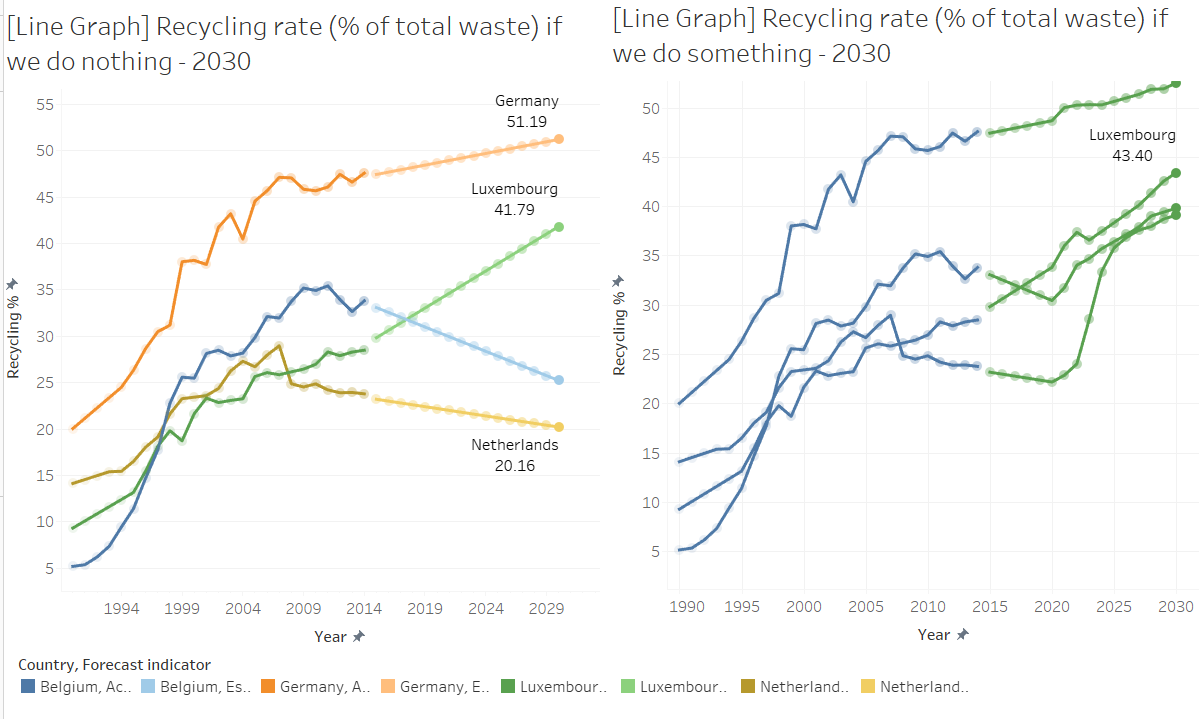 [Line Graph] Recycling rate (% of total waste) if
we do nothing - 2030
55
50
45
40
35
30
25
20
15
10
5
Recycling %
Germany
51.19
Luxembourg
41.79
Netherlands
20.16
1994 1999 2004 2009 2014 2019 2024 2029
Year
[Line Graph] Recycling rate (% of total waste) if
we do something - 2030
50
45
40
35
30
25
20
15
10
5
Recycling %
Luxembourg
43.40
1990 1995 2000 2005 2010 2015 2020 2025 2030
Year
Country, Forecast indicator
Belgium, Ac.. Belgium, Es.. Germany, A.. Germany, E.. Luxembour.. Luxembour.. Netherland.. Netherland..